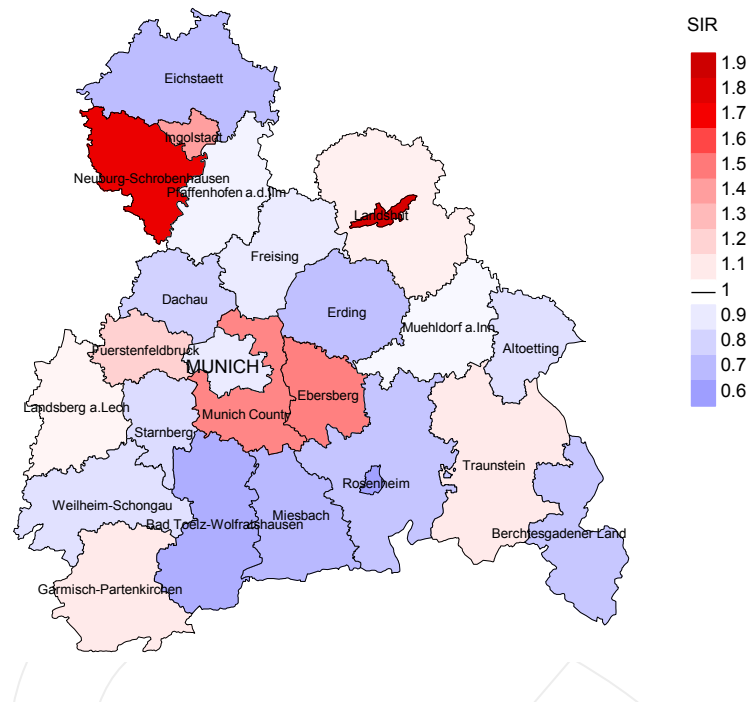 SIR
1.9
1.8
1.7
1.6
1.5
1.4
1.3
1.2
1.1
1
0.9
0.8
0.7
0.6
Eichstaett
Ingolstadt
Neuburg-Schrobenhausen
Pfaffenhofen a.d.Ilm
Landshut
Freising
Dachau
Erding
Muehldorf a.Inn
Altoetting
Fuerstenfeldbruck
MUNICH
Ebersberg
Landsberg a.Lech
Munich County
Starnberg
Traunstein
Rosenheim
Weilheim-Schongau
Miesbach
Bad Toelz-Wolfratshausen
Berchtesgadener Land
Garmisch-Partenkirchen